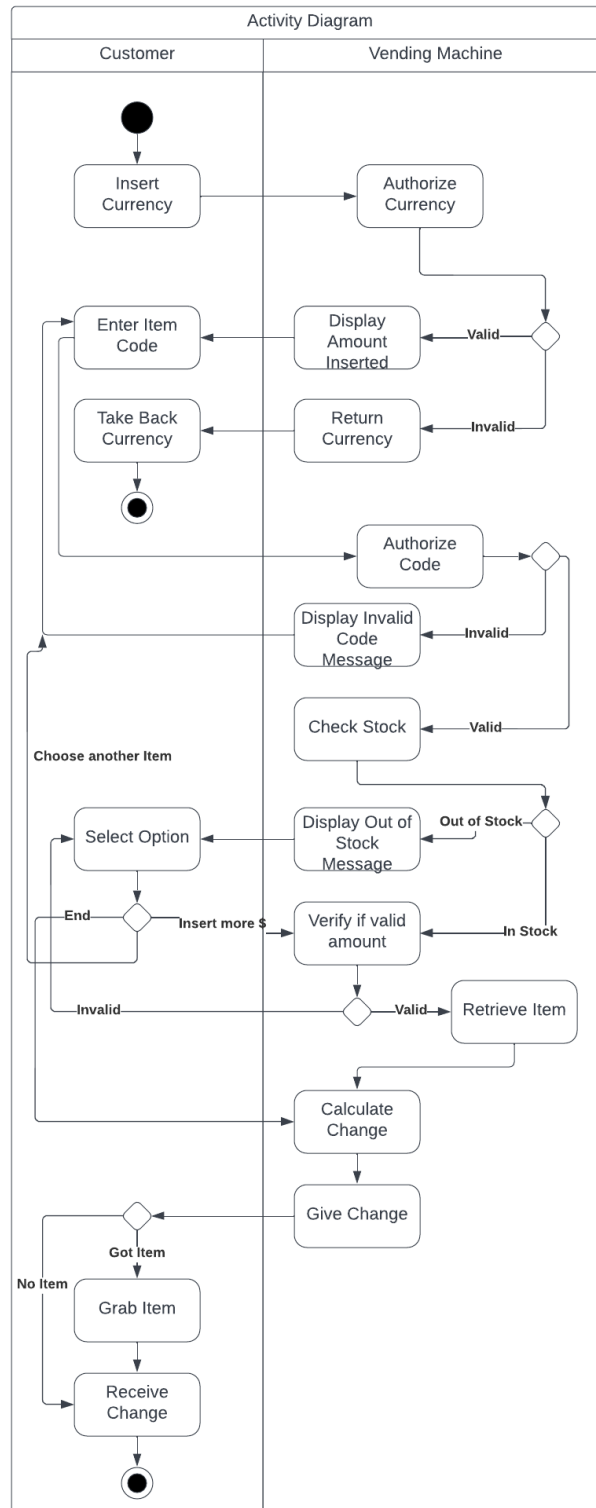 Activity Diagram
Customer
Vending Machine
Insert
Currency
Authorize
Currency
Enter Item
Code
Display
Amount
Inserted
Valid
Take Back
Currency
Return
Currency
Invalid
Authorize
Code
Display Invalid
Code
Message
Invalid
Check Stock
Valid
Choose another Item
Select Option
Display Out of
Stock
Message
Out of Stock
End
Insert more $
Verify if valid
amount
In Stock
Invalid
Valid
Retrieve Item
Calculate
Change
Give Change
Got Item
No Item
Grab Item
Receive
Change